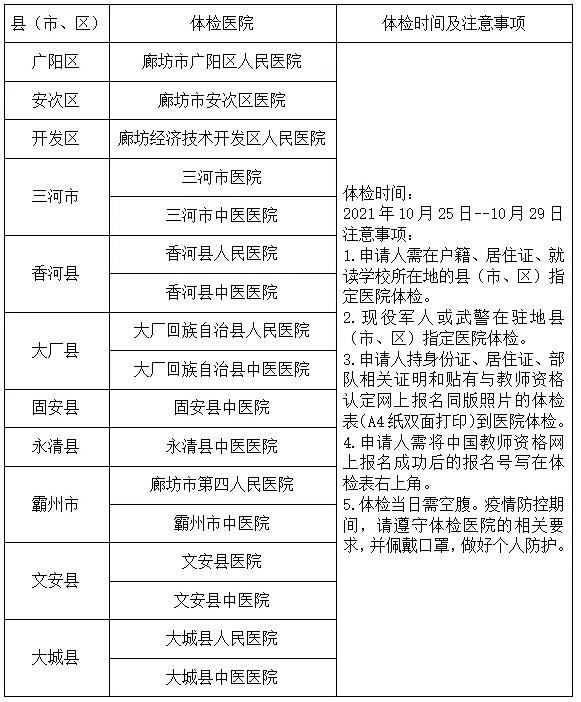 县（市、区）
体检医院
体检时间及注意事项
广阳区
廊坊市广阳区人民医院
安次区
廊坊市安次区医院
开发区
廊坊经济技术开发区人民医院
三河市
三河市医院
三河市中医医院
香河县
香河县人民医院
香河县中医医院
大厂县
大厂回族自治县人民医院
大厂回族自治县中医医院
固安县
固安县中医院
永清县
永清县中医医院
霸州市
廊坊市第四人民医院
霸州市中医院
文安县
文安县医院
文安县中医院
大城县
大城县人民医院
大城县中医医院
体检时间：
2021年10月25日--10月29日
注意事项：
1.申请人需在户籍、居住证、就
读学校所在地的县（市、区）指
定医院体检。
2.现役军人或武警在驻地县
（市、区）指定医院体检。
3.申请人持身份证、居住证、部
队相关证明和贴有与教师资格
认定网上报名同版照片的体检
表(A4纸双面打印)到医院体检。
4.申请人需将中国教师资格网
上报名成功后的报名号写在体
检表右上角。
5.体检当日需空腹。疫情防控期
间，请遵守体检医院的相关要
求，并佩戴口罩，做好个人防护。